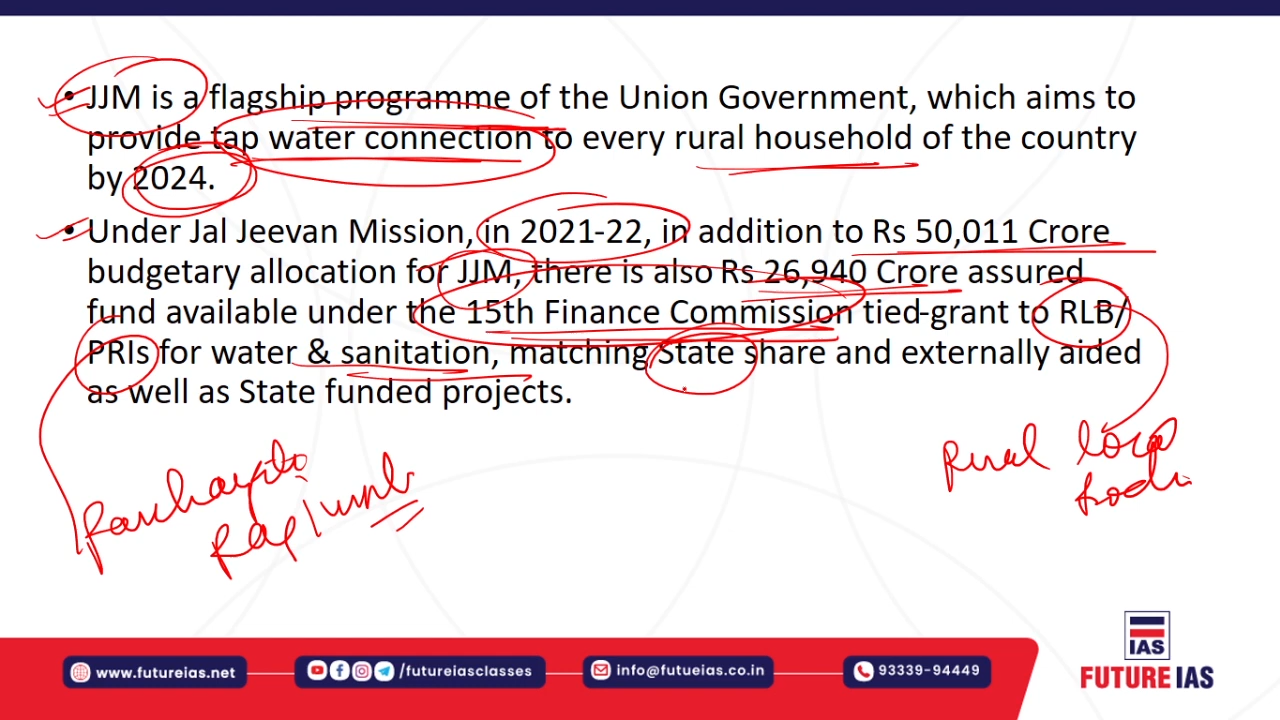 • JJM is a flagship programme of the Union Government, which aims to
provide tap water connection to every rural household of the country
by 2024.
• Under Jal Jeevan Mission, in 2021-22, in addition to Rs 50,011 Crore
budgetary allocation for JJM, there is also Rs 26,940 Crore assured
fund available under the 15th Finance Commission tied-grant to RLB/
PRIs for water & sanitation, matching State share and externally aided
as well as State funded projects.
Rural local
IAS
FUTURE IAS
www.futureias.net
/futureiasclasses
info@futueias.co.in
93339-94449